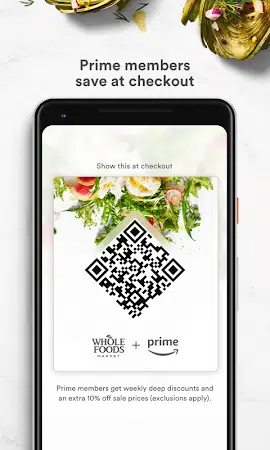 Prime members
save at checkout
Show this at checkout
WHOLE
FOODS
MARKET
+
prime
Prime members get weekly deep discounts and
an extra 10% off sale prices (exclusions apply).